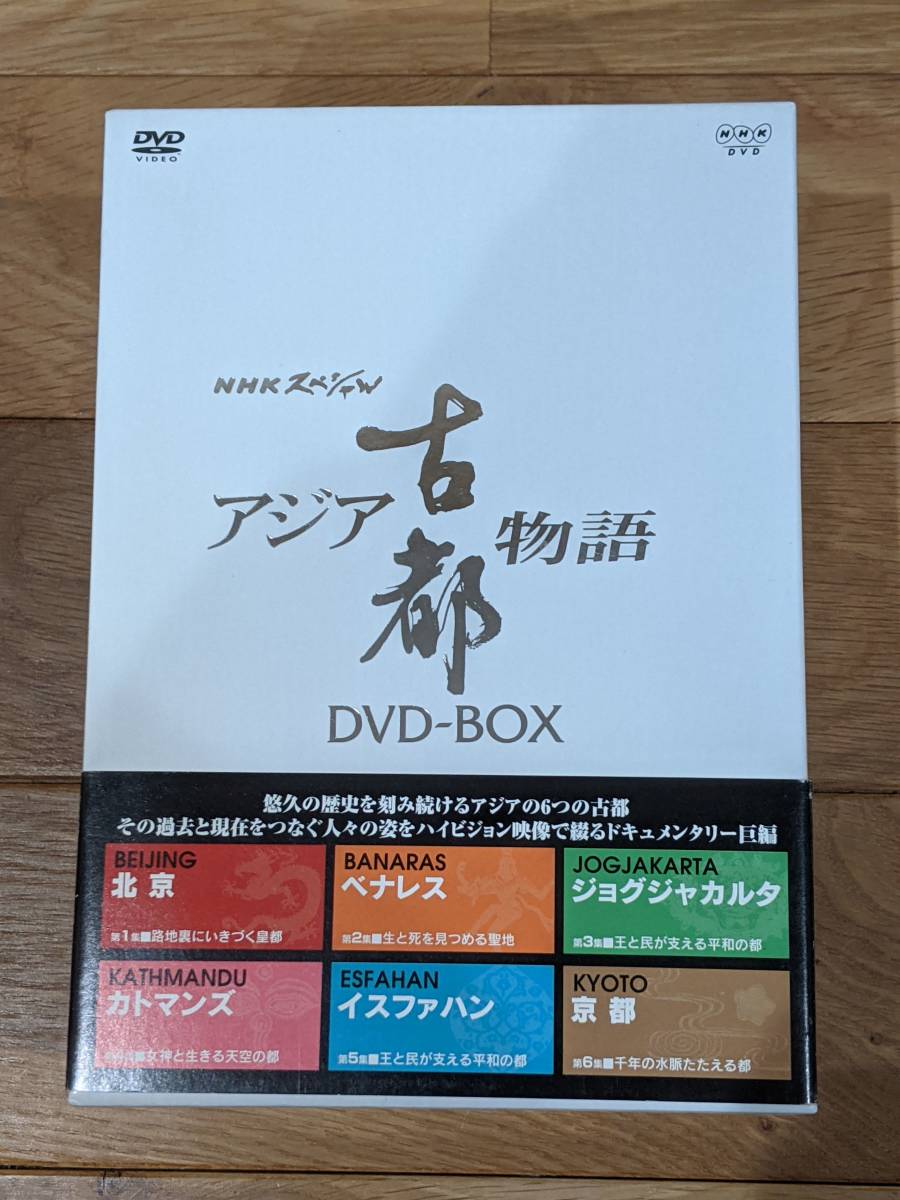 DVD
VIDEO
NHK
DVD
NHKスペシャル
アジア古都物語
DVD-BOX
悠久の歴史を刻み続けるアジアの6つの古都
その過去と現在をつなぐ人々の姿をハイビジョン映像で綴るドキュメンタリー巨編
BEIJING
北京
第1集■路地裏にいきづく皇都
BANARAS
ベナレス
第2集■生と死を見つめる聖地
JOGJAKARTA
ジョグジャカルタ
第3集■王と民が支える平和の都
KATHMANDU
カトマンズ
第4集■女神と生きる天空の都
ESFAHAN
イスファハン
第5集■王と民が支える平和の都
KYOTO
京都
第6集■千年の水脈たたえる都